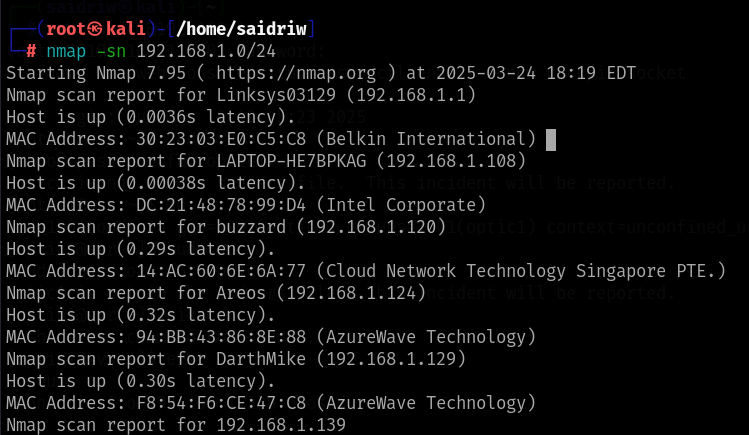 ┌──(root㉿kali)-[/home/saidriw]
└─# nmap -sn 192.168.1.0/24
Starting Nmap 7.95 ( https://nmap.org ) at 2025-03-24 18:19 EDT
Nmap scan report for Linksys03129 (192.168.1.1)
Host is up (0.0036s latency).
MAC Address: 30:23:03:E0:C5:C8 (Belkin International)
Nmap scan report for LAPTOP-HE7BPKAG (192.168.1.108)
Host is up (0.00038s latency).
MAC Address: DC:21:48:78:99:D4 (Intel Corporate)
Nmap scan report for buzzard (192.168.1.120)
Host is up (0.29s latency).
MAC Address: 14:AC:60:6E:6A:77 (Cloud Network Technology Singapore PTE.)
Nmap scan report for Areos (192.168.1.124)
Host is up (0.32s latency).
MAC Address: 94:BB:43:86:8E:88 (AzureWave Technology)
Nmap scan report for DarthMike (192.168.1.129)
Host is up (0.30s latency).
MAC Address: F8:54:F6:CE:47:C8 (AzureWave Technology)
Nmap scan report for 192.168.1.139